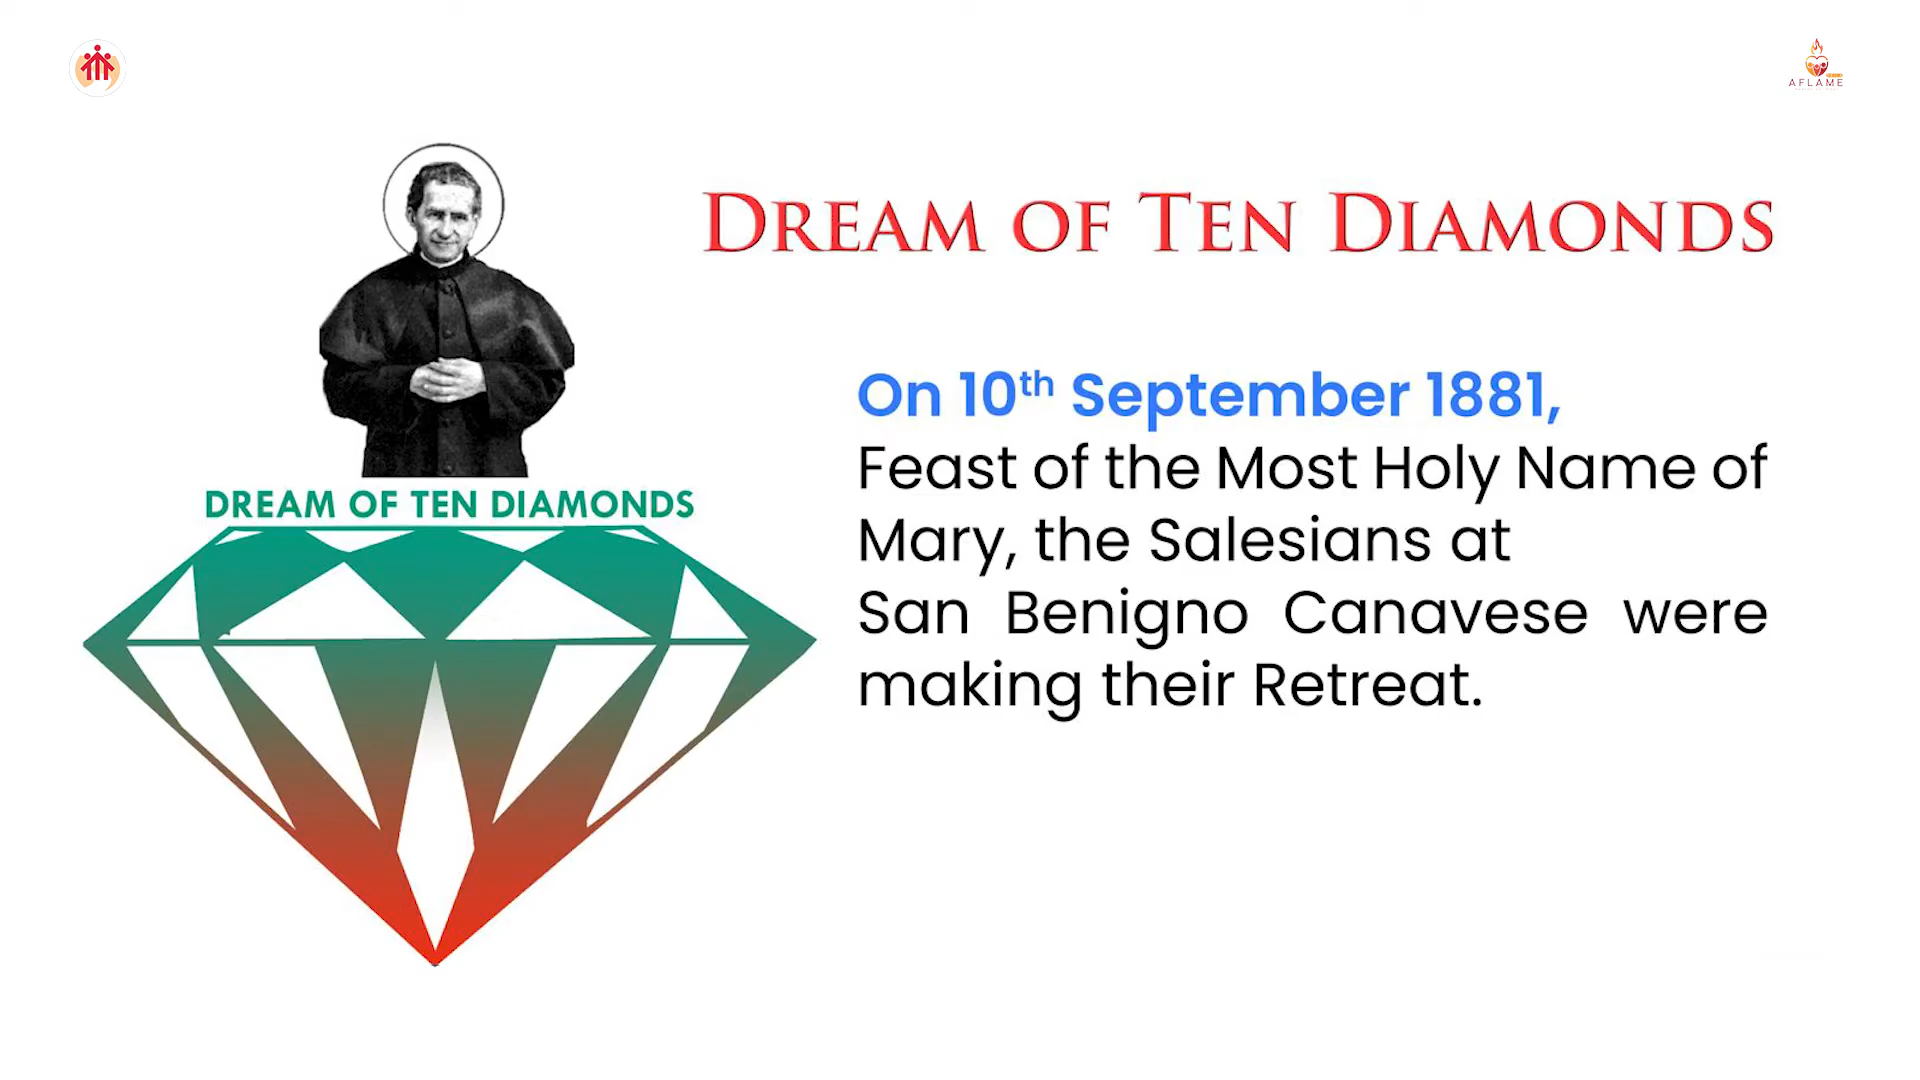 AFLAME
DREAM OF TEN DIAMONDS
On 10th September 1881,
Feast of the Most Holy Name of
Mary, the Salesians at
San Benigno Canavese were
making their Retreat.
DREAM OF TEN DIAMONDS